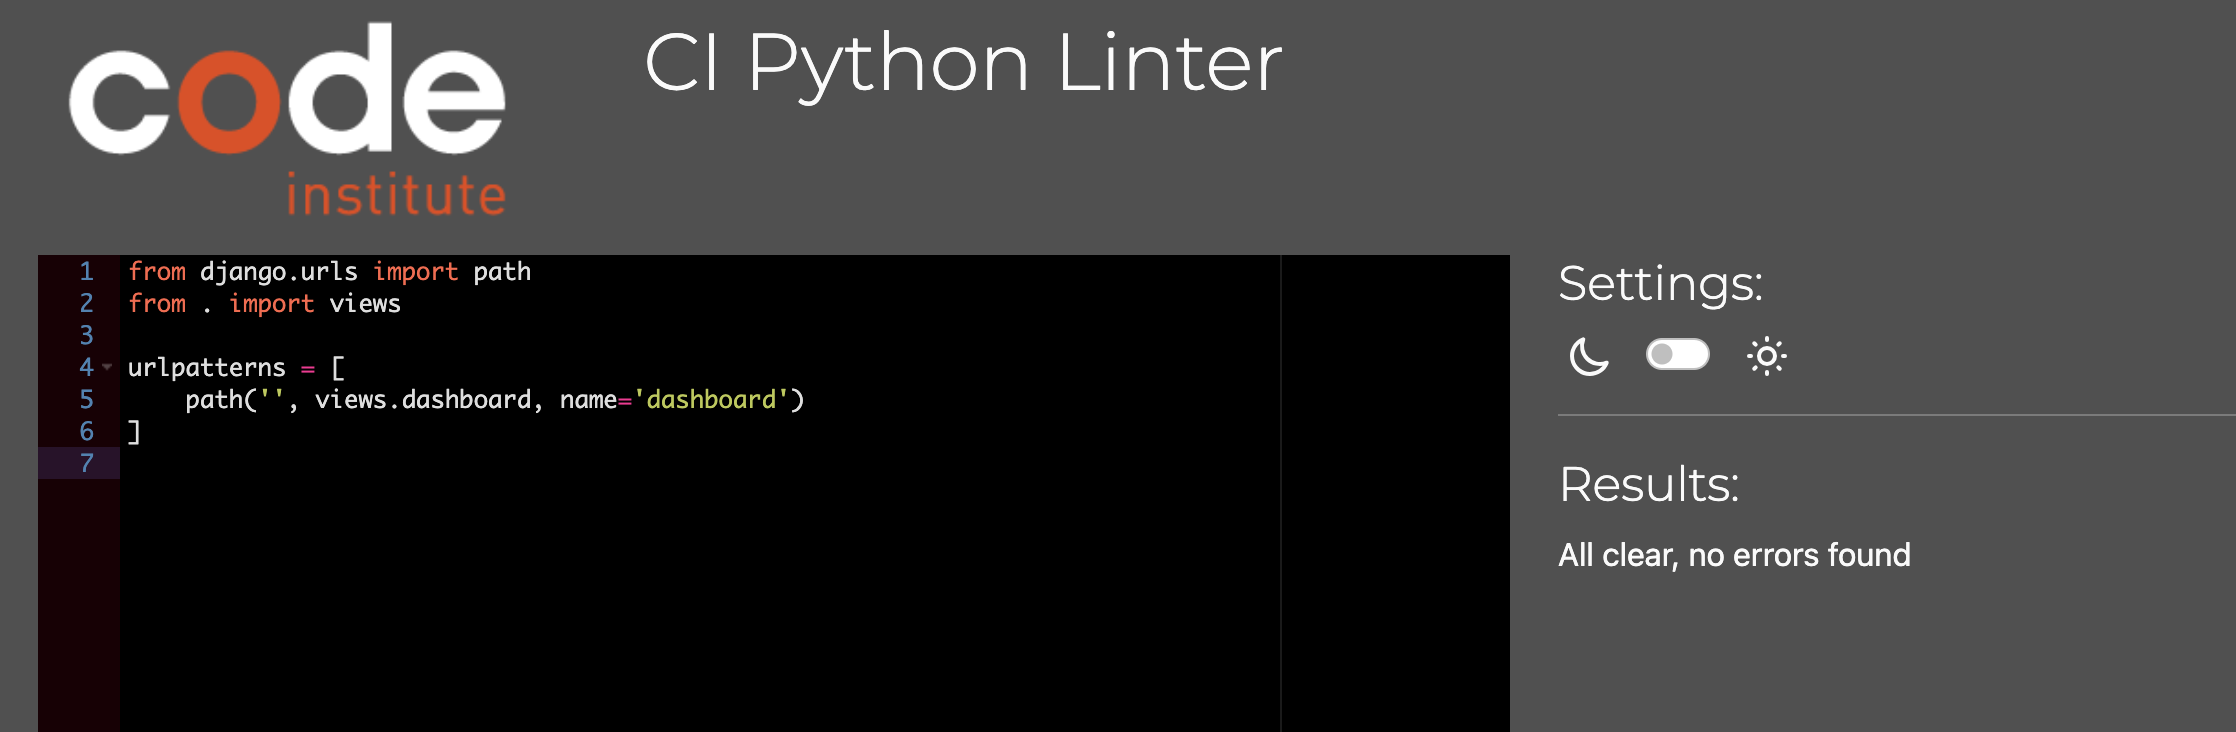 code
institute
CI Python Linter
1 from django.urls import path
2 from . import views
3
4 urlpatterns = [
5     path('', views.dashboard, name='dashboard')
6 ]
7
Settings:
Results:
All clear, no errors found